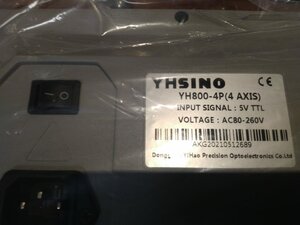 YHSINO CE
YH800-4P(4 AXIS)
INPUT SIGNAL : 5V TTL
VOLTAGE : AC80-260V
AKG20210512689
YiHao Precision Optoelectronics Co.Ltd